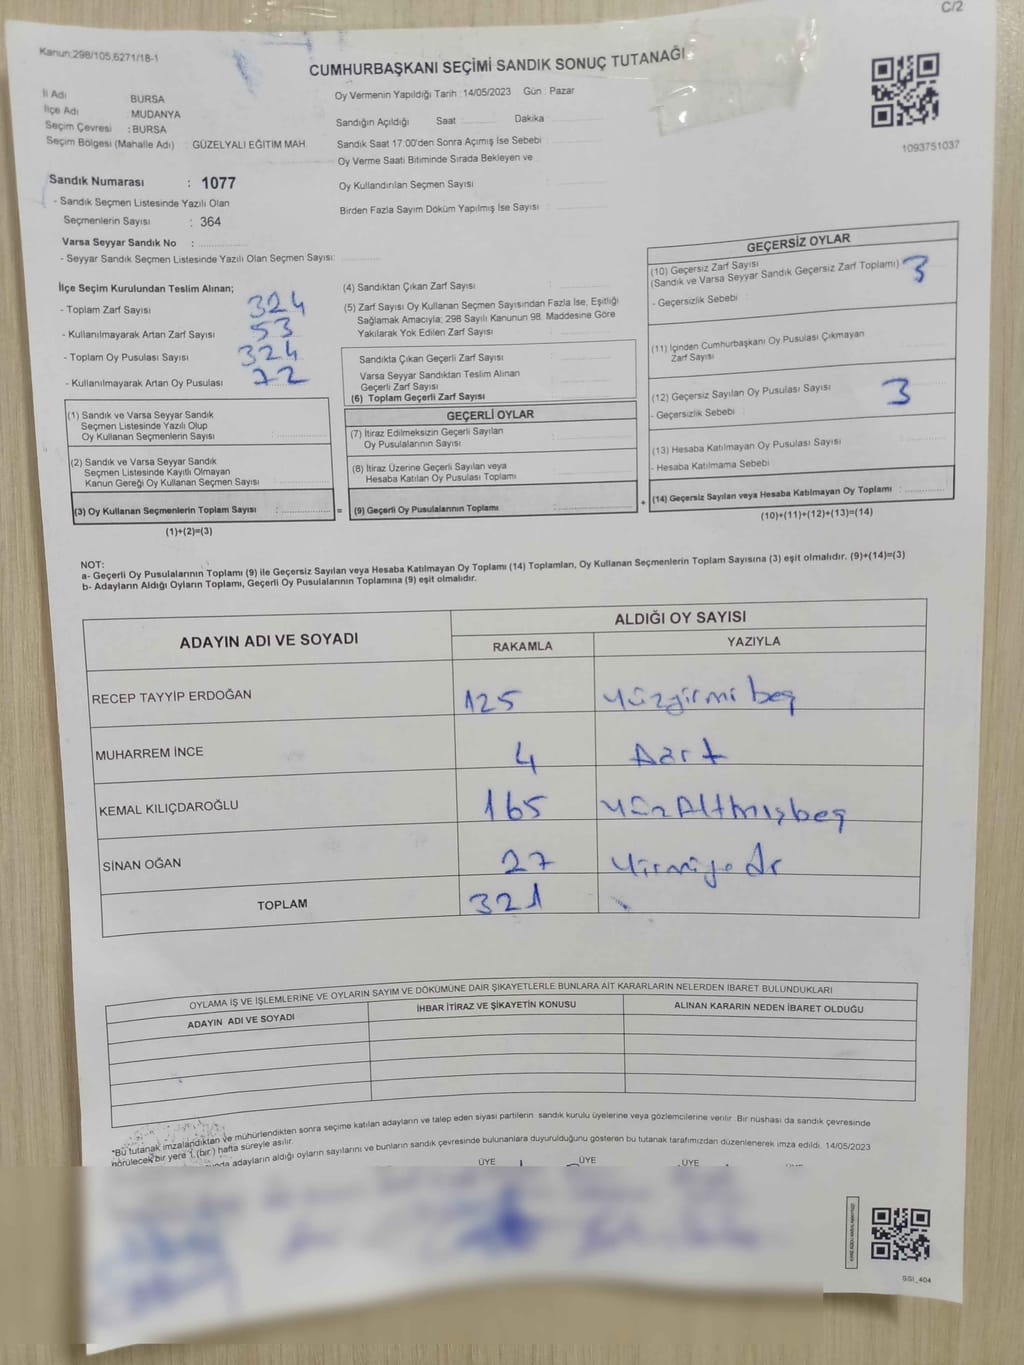 C/2
Kanun:298/105,6271/18-1
CUMHURBAŞKANI SEÇİMİ SANDIK SONUÇ TUTANAĞI
İl Adı BURSA
İlçe Adı MUDANYA
Seçim Çevresi : BURSA
Seçim Bölgesi (Mahalle Adı) : GÜZELYALI EĞİTİM MAH
Sandık Numarası : 1077
- Sandık Seçmen Listesinde Yazılı Olan
Seçmenlerin Sayısı : 364
Varsa Seyyar Sandık No :
- Seyyar Sandık Seçmen Listesinde Yazılı Olan Seçmen Sayısı:
Oy Vermenin Yapıldığı Tarih : 14/05/2023 Gün : Pazar
Sandığın Açıldığı Saat Dakika
Sandık Saat 17:00'den Sonra Açımış İse Sebebi :
Oy Verme Saati Bitiminde Sırada Bekleyen ve
Oy Kullandırılan Seçmen Sayısı :
Birden Fazla Sayım Döküm Yapılmış İse Sayısı :
1093751037
İlçe Seçim Kurulundan Teslim Alınan;
- Toplam Zarf Sayısı 324
- Kullanılmayarak Artan Zarf Sayısı 53
- Toplam Oy Pusulası Sayısı 324
- Kullanılmayarak Artan Oy Pusulası 72
(1) Sandık ve Varsa Seyyar Sandık
Seçmen Listesinde Yazılı Olup
Oy Kullanan Seçmenlerin Sayısı :
(2) Sandık ve Varsa Seyyar Sandık
Seçmen Listesinde Kayıtlı Olmayan
Kanun Gereği Oy Kullanan Seçmen Sayısı :
(3) Oy Kullanan Seçmenlerin Toplam Sayısı :
(1)+(2)=(3)
=
(4) Sandıktan Çıkan Zarf Sayısı :
(5) Zarf Sayısı Oy Kullanan Seçmen Sayısından Fazla İse, Eşitliği
Sağlamak Amacıyla; 298 Sayılı Kanunun 98. Maddesine Göre
Yakılarak Yok Edilen Zarf Sayısı :
Sandıkta Çıkan Geçerli Zarf Sayısı :
Varsa Seyyar Sandıktan Teslim Alınan
Geçerli Zarf Sayısı :
(6) Toplam Geçerli Zarf Sayısı :
GEÇERLİ OYLAR
(7) İtiraz Edilmeksizin Geçerli Sayılan
Oy Pusulalarının Sayısı :
(8) İtiraz Üzerine Geçerli Sayılan veya
Hesaba Katılan Oy Pusulası Toplamı :
(9) Geçerli Oy Pusulalarının Toplamı :
+
GEÇERSİZ OYLAR
(10) Geçersiz Zarf Sayısı
(Sandık ve Varsa Seyyar Sandık Geçersiz Zarf Toplamı) 3
- Geçersizlik Sebebi :
(11) İçinden Cumhurbaşkanı Oy Pusulası Çıkmayan
Zarf Sayısı :
(12) Geçersiz Sayılan Oy Pusulası Sayısı 3
- Geçersizlik Sebebi :
(13) Hesaba Katılmayan Oy Pusulası Sayısı :
- Hesaba Katılmama Sebebi :
(14) Geçersiz Sayılan veya Hesaba Katılmayan Oy Toplamı :
(10)+(11)+(12)+(13)=(14)
NOT:
a- Geçerli Oy Pusulalarının Toplamı (9) ile Geçersiz Sayılan veya Hesaba Katılmayan Oy Toplamı (14) Toplamları, Oy Kullanan Seçmenlerin Toplam Sayısına (3) eşit olmalıdır. (9)+(14)=(3)
b- Adayların Aldığı Oyların Toplamı, Geçerli Oy Pusulalarının Toplamına (9) eşit olmalıdır.
ADAYIN ADI VE SOYADI ALDIĞI OY SAYISI
RAKAMLA YAZIYLA
RECEP TAYYİP ERDOĞAN 125 Yüzyirmi beş
MUHARREM İNCE 4 Dört
KEMAL KILIÇDAROĞLU 165 YüzAltmışbeş
SİNAN OĞAN 27 Yirmiyedi
TOPLAM 321
OYLAMA İŞ VE İŞLEMLERİNE VE OYLARIN SAYIM VE DÖKÜMÜNE DAİR ŞİKAYETLERLE BUNLARA AİT KARARLARIN NELERDEN İBARET BULUNDUKLARI
ADAYIN ADI VE SOYADI İHBAR İTİRAZ VE ŞİKAYETİN KONUSU ALINAN KARARIN NEDEN İBARET OLDUĞU
"Bu tutanak imzalandıktan ve mühürlendikten sonra seçime katılan adayların ve talep eden siyasi partilerin sandık kurulu üyelerine veya gözlemcilerine verilir. Bir nüshası da sandık çevresinde
görülecek bir yere 1 (bir) hafta süreyle asılır.
adayların aldığı oyların sayılarını ve bunların sandık çevresinde bulunanlara duyurulduğunu gösteren bu tutanak tarafımızdan düzenlenerek imza edildi. 14/05/2023
ÜYE ÜYE ÜYE
SSI_404